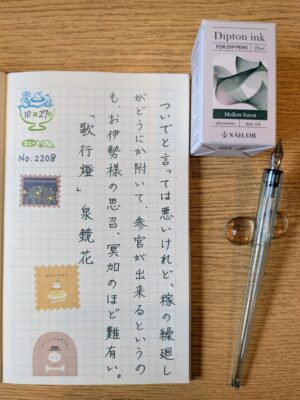 ついでと言っては悪いけれど、稼の繰廻し
がどうにか附いて、参宮が出来るというの
も、お伊勢様の思召、冥加のほど難有い。
「歌行燈」 泉鏡花
10月27日
No.2208
Dipton ink
FOR DIP PENS 20ml
Mellow forest
shimmer dye ink
SAILOR